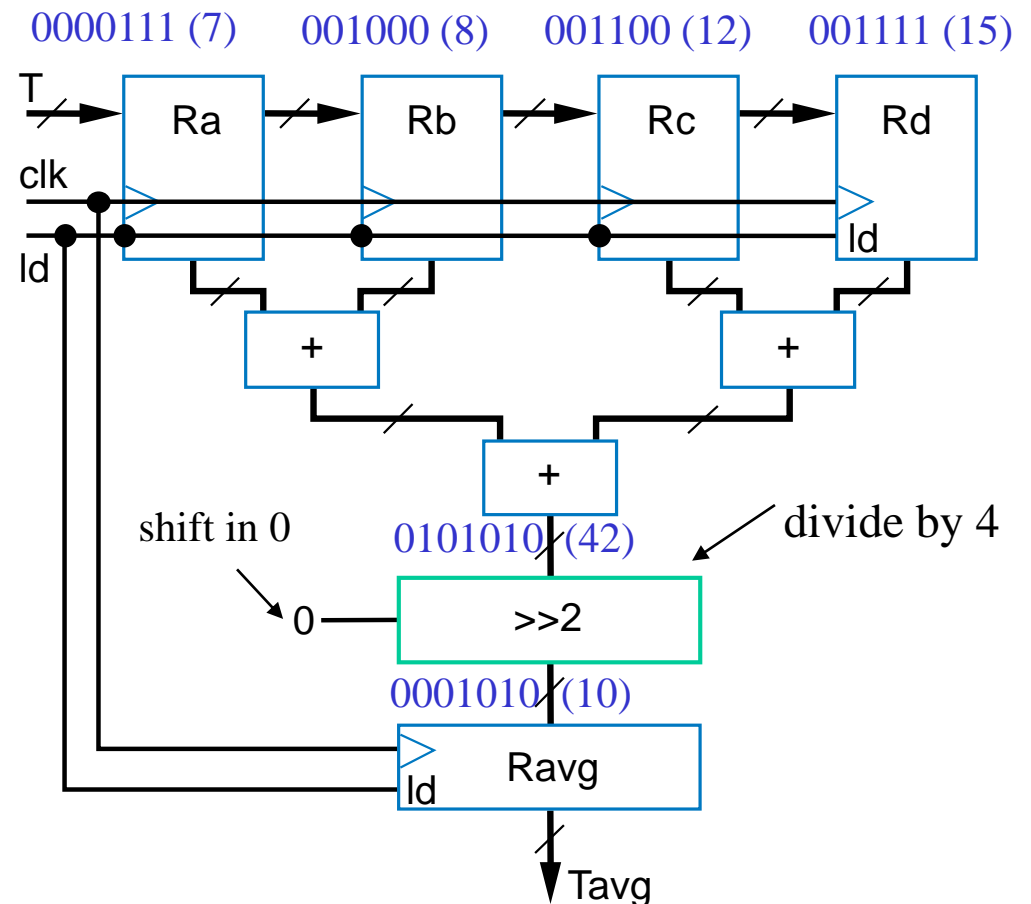 0000111 (7) 001000 (8) 001100 (12) 001111 (15)
T
Ra Rb Rc Rd
clk
ld
ld
+ +
+
shift in 0
divide by 4
0101010 (42)
0 >>2
0001010 (10)
Ravg
ld
Tavg